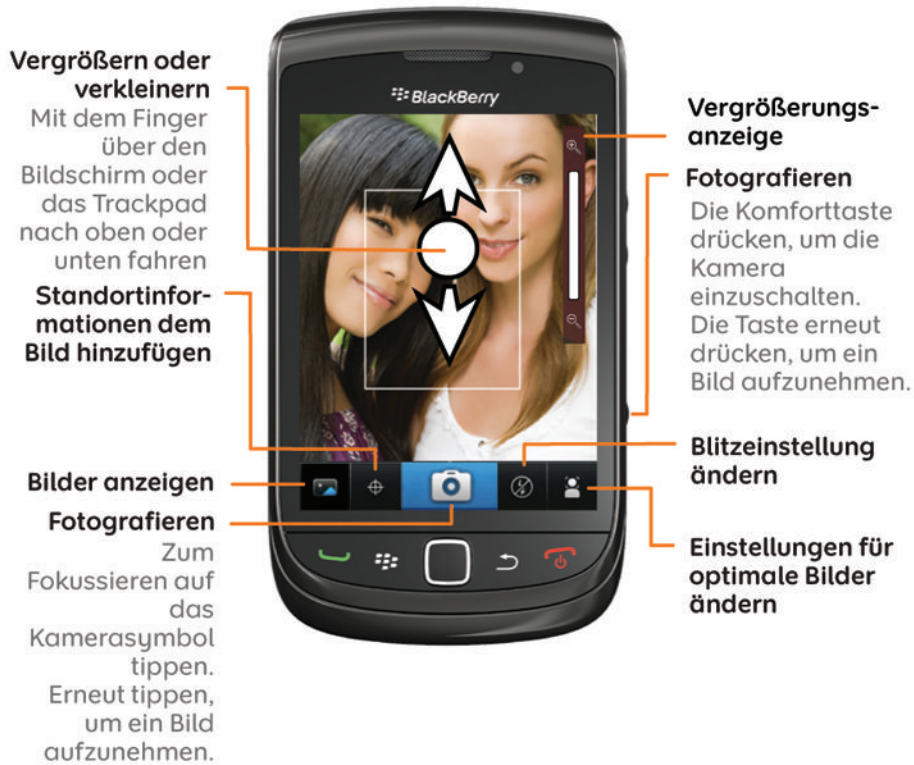 Vergrößern oder
verkleinern
Mit dem Finger
über den
Bildschirm oder
das Trackpad
nach oben oder
unten fahren
Standortinfor-
mationen dem
Bild hinzufügen
Bilder anzeigen
Fotografieren
Zum
Fokussieren auf
das
Kamerasymbol
tippen.
Erneut tippen,
um ein Bild
aufzunehmen.
BlackBerry
Vergrößerungs-
anzeige
Fotografieren
Die Komforttaste
drücken, um die
Kamera
einzuschalten.
Die Taste erneut
drücken, um ein
Bild aufzunehmen.
Blitzeinstellung
ändern
Einstellungen für
optimale Bilder
ändern